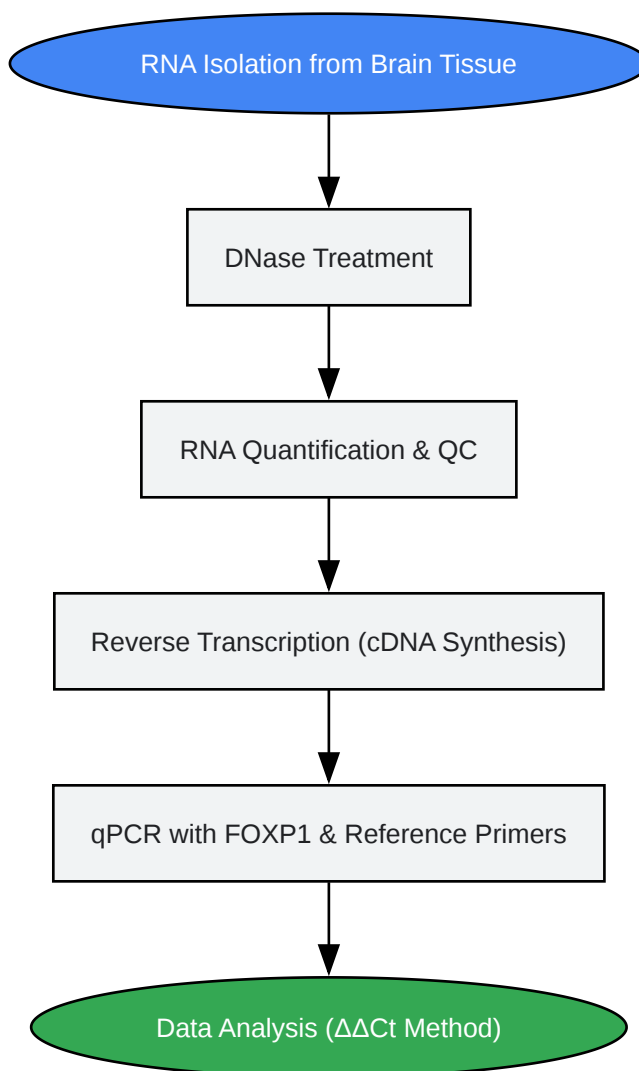 RNA Isolation from Brain Tissue
DNase Treatment
RNA Quantification & QC
Reverse Transcription (cDNA Synthesis)
qPCR with FOXP1 & Reference Primers
Data Analysis (ΔΔCt Method)